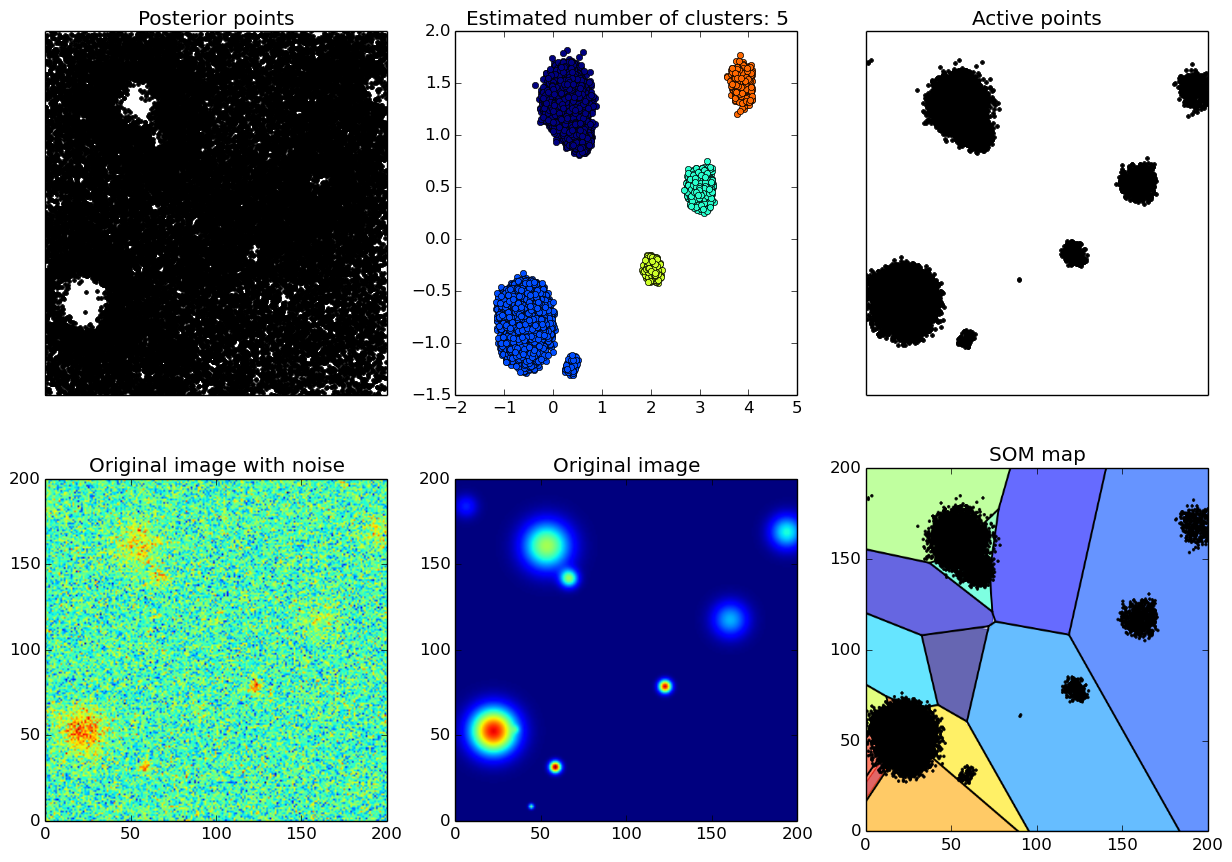 Posterior points
Estimated number of clusters: 5
Active points
2.0
1.5
1.0
0.5
0.0
−0.5
−1.0
−1.5
−2 −1 0 1 2 3 4 5
Original image with noise
Original image
SOM map
200
150
100
50
0
0 50 100 150 200
200
150
100
50
0
0 50 100 150 200
200
150
100
50
0
0 50 100 150 200